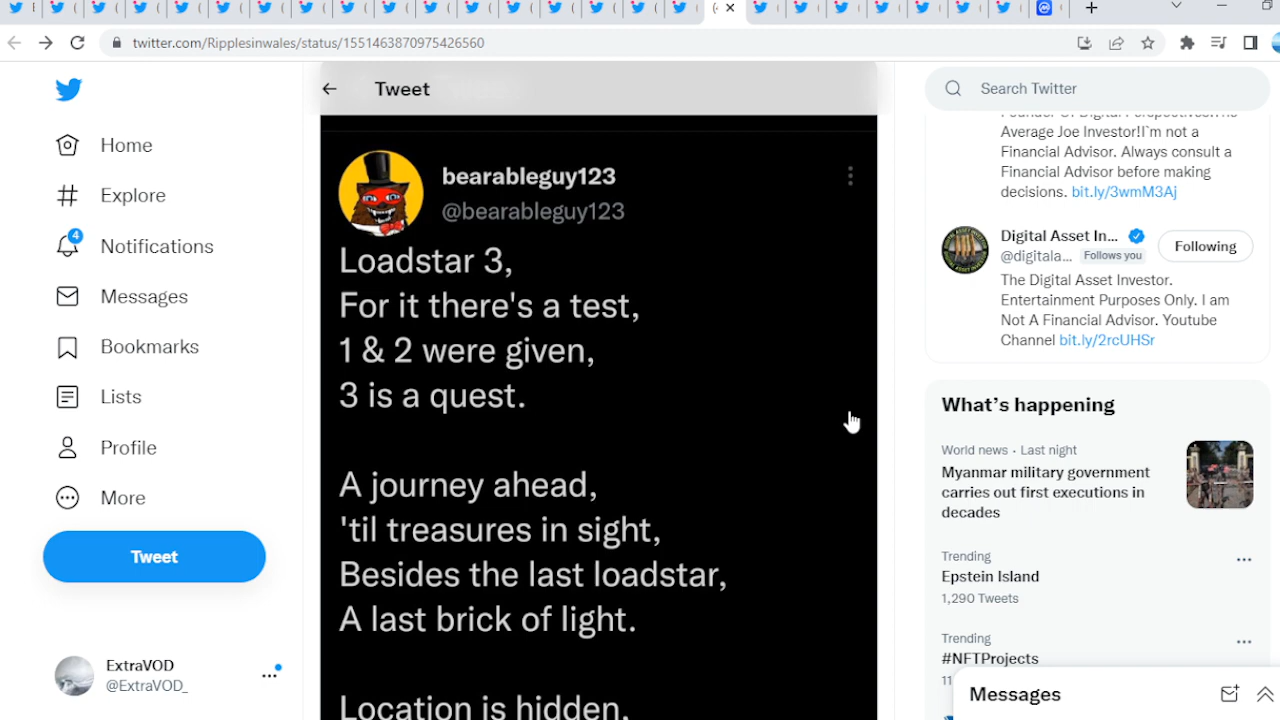 twitter.com/Ripplesinwales/status/1551463870975426560
Tweet
Search Twitter
Home
Explore
4
Notifications
Messages
Bookmarks
Lists
Profile
More
Tweet
ExtraVOD
@ExtraVOD_
bearableguy123
@bearableguy123
Loadstar 3,
For it there's a test,
1 & 2 were given,
3 is a quest.
A journey ahead,
'til treasures in sight,
Besides the last loadstar,
A last brick of light.
Location is hidden,
Average Joe Investor!I`m not a
Financial Advisor. Always consult a
Financial Advisor before making
decisions. bit.ly/3wmM3Aj
Digital Asset In...
Following
@digitala...
Follows you
The Digital Asset Investor.
Entertainment Purposes Only. I am
Not A Financial Advisor. Youtube
Channel bit.ly/2rcUHSr
What's happening
World news · Last night
Myanmar military government
carries out first executions in
decades
Trending
Epstein Island
1,290 Tweets
Trending
#NFTProjects
Messages